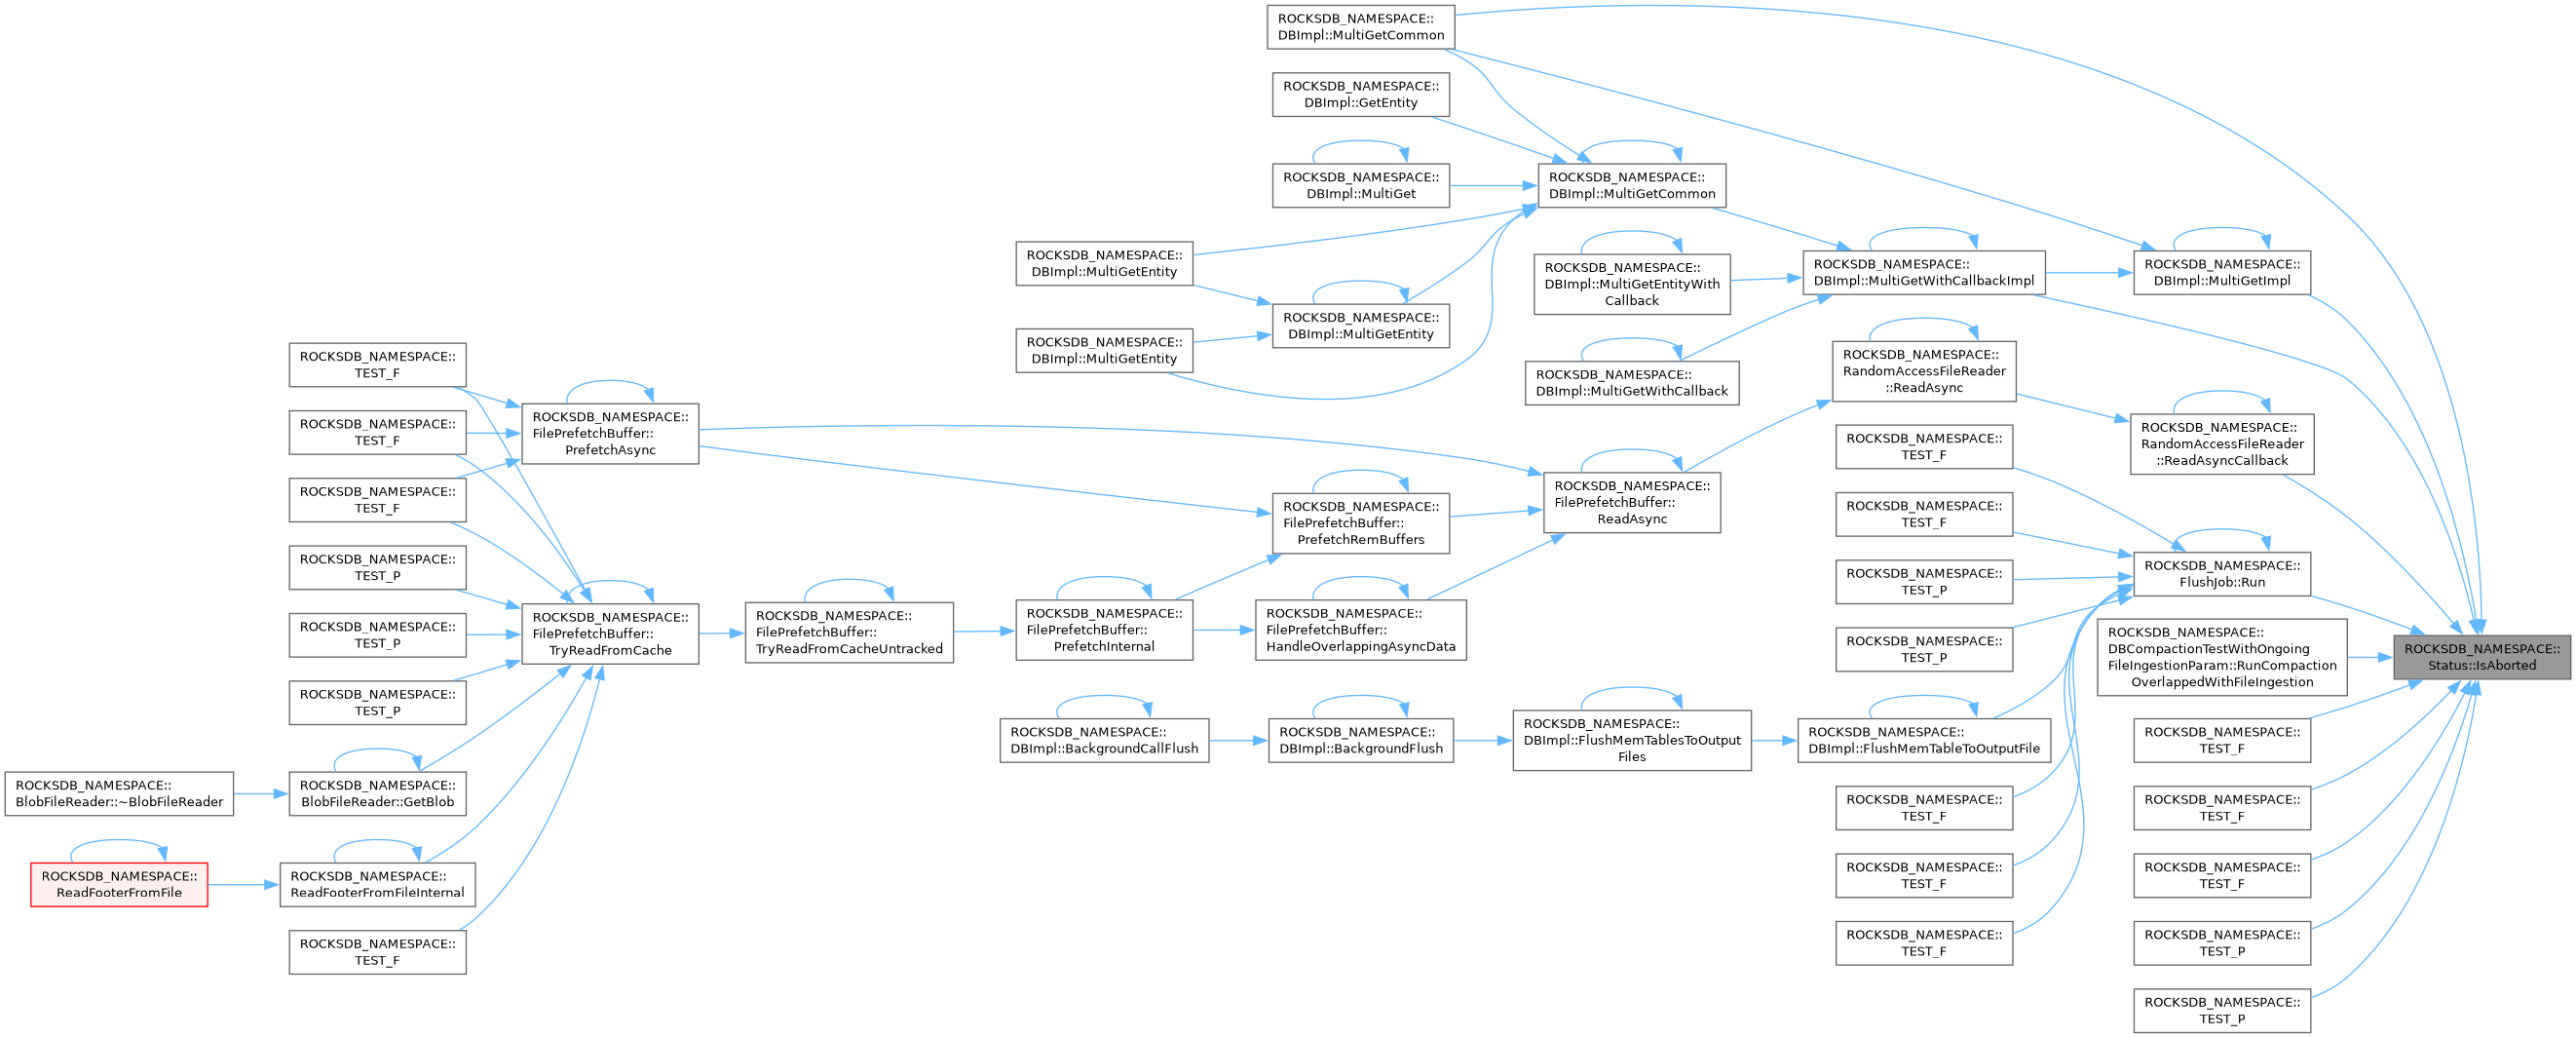 ROCKSDB_NAMESPACE::
DBImpl::MultiGetCommon
ROCKSDB_NAMESPACE::
DBImpl::GetEntity
ROCKSDB_NAMESPACE::
DBImpl::MultiGet
ROCKSDB_NAMESPACE::
DBImpl::MultiGetCommon
ROCKSDB_NAMESPACE::
DBImpl::MultiGetEntity
ROCKSDB_NAMESPACE::
DBImpl::MultiGetEntity
ROCKSDB_NAMESPACE::
DBImpl::MultiGetEntity
ROCKSDB_NAMESPACE::
DBImpl::MultiGetEntityWith
Callback
ROCKSDB_NAMESPACE::
DBImpl::MultiGetWithCallback
ROCKSDB_NAMESPACE::
DBImpl::MultiGetWithCallbackImpl
ROCKSDB_NAMESPACE::
DBImpl::MultiGetImpl
ROCKSDB_NAMESPACE::
RandomAccessFileReader
::ReadAsync
ROCKSDB_NAMESPACE::
RandomAccessFileReader
::ReadAsyncCallback
ROCKSDB_NAMESPACE::
TEST_F
ROCKSDB_NAMESPACE::
TEST_F
ROCKSDB_NAMESPACE::
TEST_F
ROCKSDB_NAMESPACE::
TEST_P
ROCKSDB_NAMESPACE::
TEST_P
ROCKSDB_NAMESPACE::
TEST_P
ROCKSDB_NAMESPACE::
FilePrefetchBuffer::
PrefetchAsync
ROCKSDB_NAMESPACE::
FilePrefetchBuffer::
TryReadFromCache
ROCKSDB_NAMESPACE::
FilePrefetchBuffer::
TryReadFromCacheUntracked
ROCKSDB_NAMESPACE::
FilePrefetchBuffer::
PrefetchInternal
ROCKSDB_NAMESPACE::
FilePrefetchBuffer::
PrefetchRemBuffers
ROCKSDB_NAMESPACE::
FilePrefetchBuffer::
HandleOverlappingAsyncData
ROCKSDB_NAMESPACE::
FilePrefetchBuffer::
ReadAsync
ROCKSDB_NAMESPACE::
TEST_F
ROCKSDB_NAMESPACE::
TEST_F
ROCKSDB_NAMESPACE::
TEST_P
ROCKSDB_NAMESPACE::
TEST_P
ROCKSDB_NAMESPACE::
FlushJob::Run
ROCKSDB_NAMESPACE::
DBCompactionTestWithOngoing
FileIngestionParam::RunCompaction
OverlappedWithFileIngestion
ROCKSDB_NAMESPACE::
Status::IsAborted
ROCKSDB_NAMESPACE::
DBImpl::BackgroundCallFlush
ROCKSDB_NAMESPACE::
DBImpl::BackgroundFlush
ROCKSDB_NAMESPACE::
DBImpl::FlushMemTablesToOutput
Files
ROCKSDB_NAMESPACE::
DBImpl::FlushMemTableToOutputFile
ROCKSDB_NAMESPACE::
TEST_F
ROCKSDB_NAMESPACE::
BlobFileReader::~BlobFileReader
ROCKSDB_NAMESPACE::
BlobFileReader::GetBlob
ROCKSDB_NAMESPACE::
TEST_F
ROCKSDB_NAMESPACE::
TEST_F
ROCKSDB_NAMESPACE::
ReadFooterFromFile
ROCKSDB_NAMESPACE::
ReadFooterFromFileInternal
ROCKSDB_NAMESPACE::
TEST_F
ROCKSDB_NAMESPACE::
TEST_F
ROCKSDB_NAMESPACE::
TEST_F
ROCKSDB_NAMESPACE::
TEST_F
ROCKSDB_NAMESPACE::
TEST_P
ROCKSDB_NAMESPACE::
TEST_P